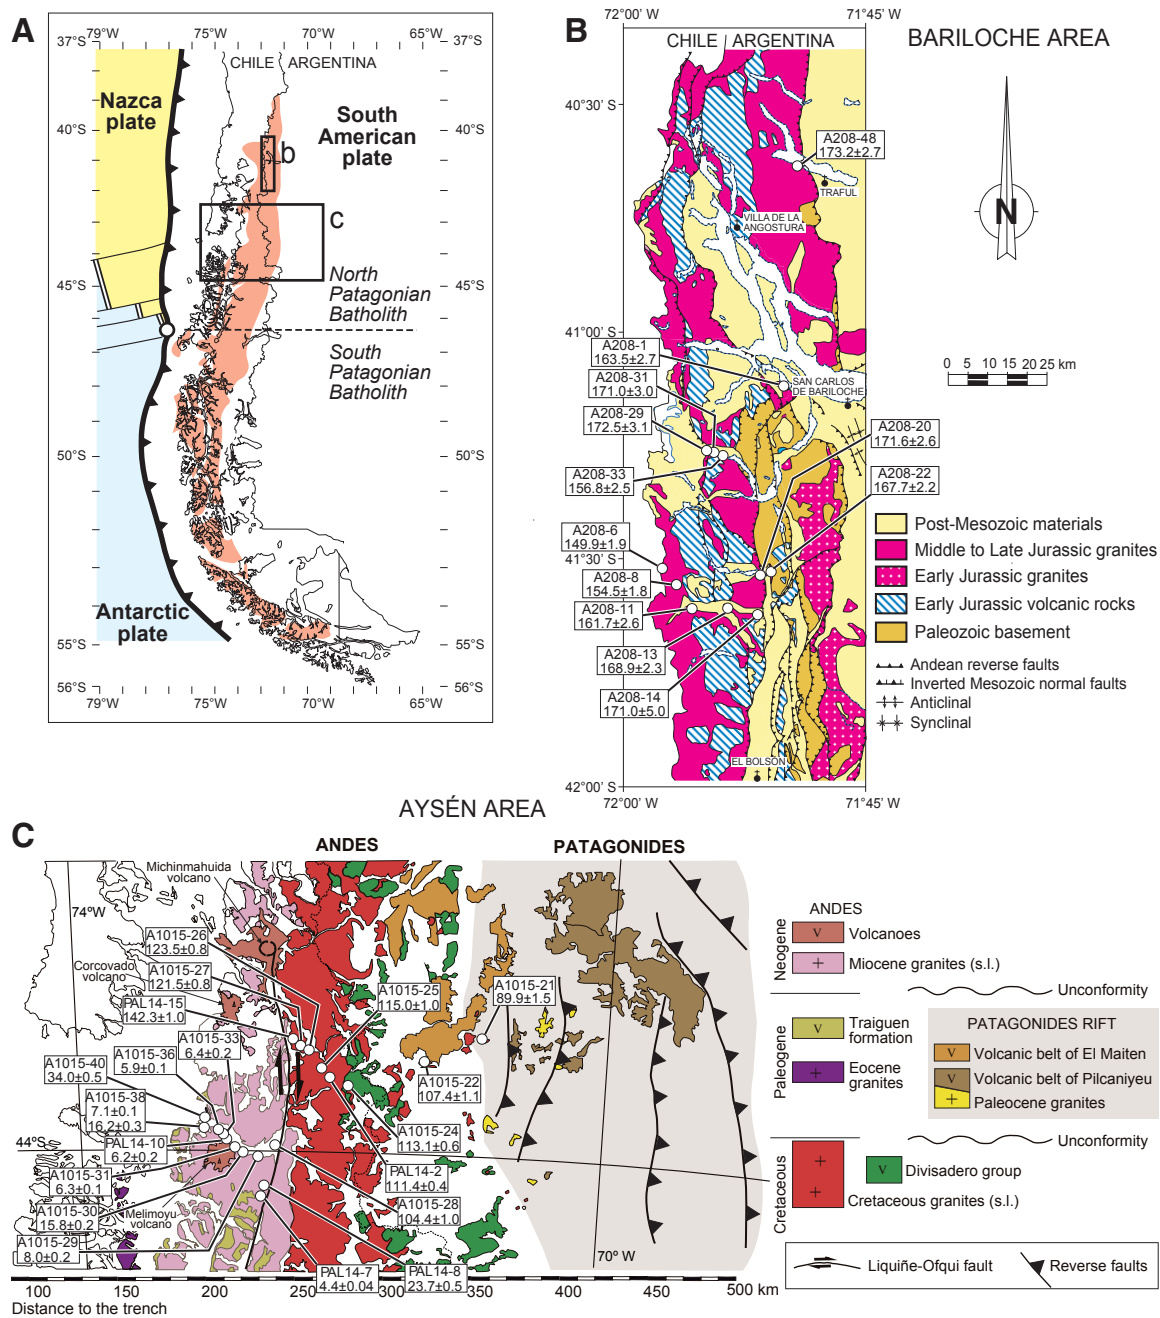 A
79°W
75°W
70°W
65°W
37°S
37°S
CHILE
ARGENTINA
Nazca
plate
South
American
plate
40°S
40°S
b
c
North
Patagonian
Batholith
45°S
45°S
South
Patagonian
Batholith
50°S
50°S
Antarctic
plate
55°S
55°S
56°S
56°S
79°W
75°W
70°W
65°W
B
72°00' W
71°45' W
BARILOCHE AREA
CHILE
ARGENTINA
40°30' S
A208-48
173.2±2.7
TRAFUL
VILLA DE LA
ANGOSTURA
N
41°00' S
A208-1
163.5±2.7
A208-31
171.0±3.0
SAN CARLOS
DE BARILOCHE
0 5 10 15 20 25 km
A208-29
172.5±3.1
A208-20
171.6±2.6
A208-33
156.8±2.5
A208-22
167.7±2.2
A208-6
149.9±1.9
41°30' S
A208-8
154.5±1.8
A208-11
161.7±2.6
A208-13
168.9±2.3
A208-14
171.0±5.0
EL BOLSÓN
42°00' S
72°00' W
71°45' W
Post-Mesozoic materials
Middle to Late Jurassic granites
Early Jurassic granites
Early Jurassic volcanic rocks
Paleozoic basement
Andean reverse faults
Inverted Mesozoic normal faults
Anticlinal
Synclinal
AYSÉN AREA
C
ANDES
PATAGONIDES
Michinmahuida
volcano
74°W
A1015-26
123.5±0.8
Corcovado
volcano
A1015-27
121.5±0.8
PAL14-15
142.3±1.0
A1015-25
115.0±1.0
A1015-21
89.9±1.5
A1015-33
6.4±0.2
A1015-36
5.9±0.1
A1015-40
34.0±0.5
A1015-38
7.1±0.1
16.2±0.3
A1015-22
107.4±1.1
A1015-24
113.1±0.6
44°S
PAL14-10
6.2±0.2
PAL14-2
111.4±0.4
A1015-31
6.3±0.1
A1015-28
104.4±1.0
A1015-30
15.8±0.2
Melimoyu
volcano
A1015-29
8.0±0.2
70° W
PAL14-7
4.4±0.04
PAL14-8
23.7±0.5
100 150 200 250 300 350 400 450 500 km
Distance to the trench
ANDES
Neogene
V
Volcanoes
+
Miocene granites (s.l.)
Unconformity
Paleogene
V
Traiguen
formation
+
Eocene
granites
PATAGONIDES RIFT
V
Volcanic belt of El Maiten
V
Volcanic belt of Pilcaniyeu
+
Paleocene granites
Unconformity
Cretaceous
+
+
V
Divisadero group
Cretaceous granites (s.l.)
Liquiñe-Ofqui fault
Reverse faults